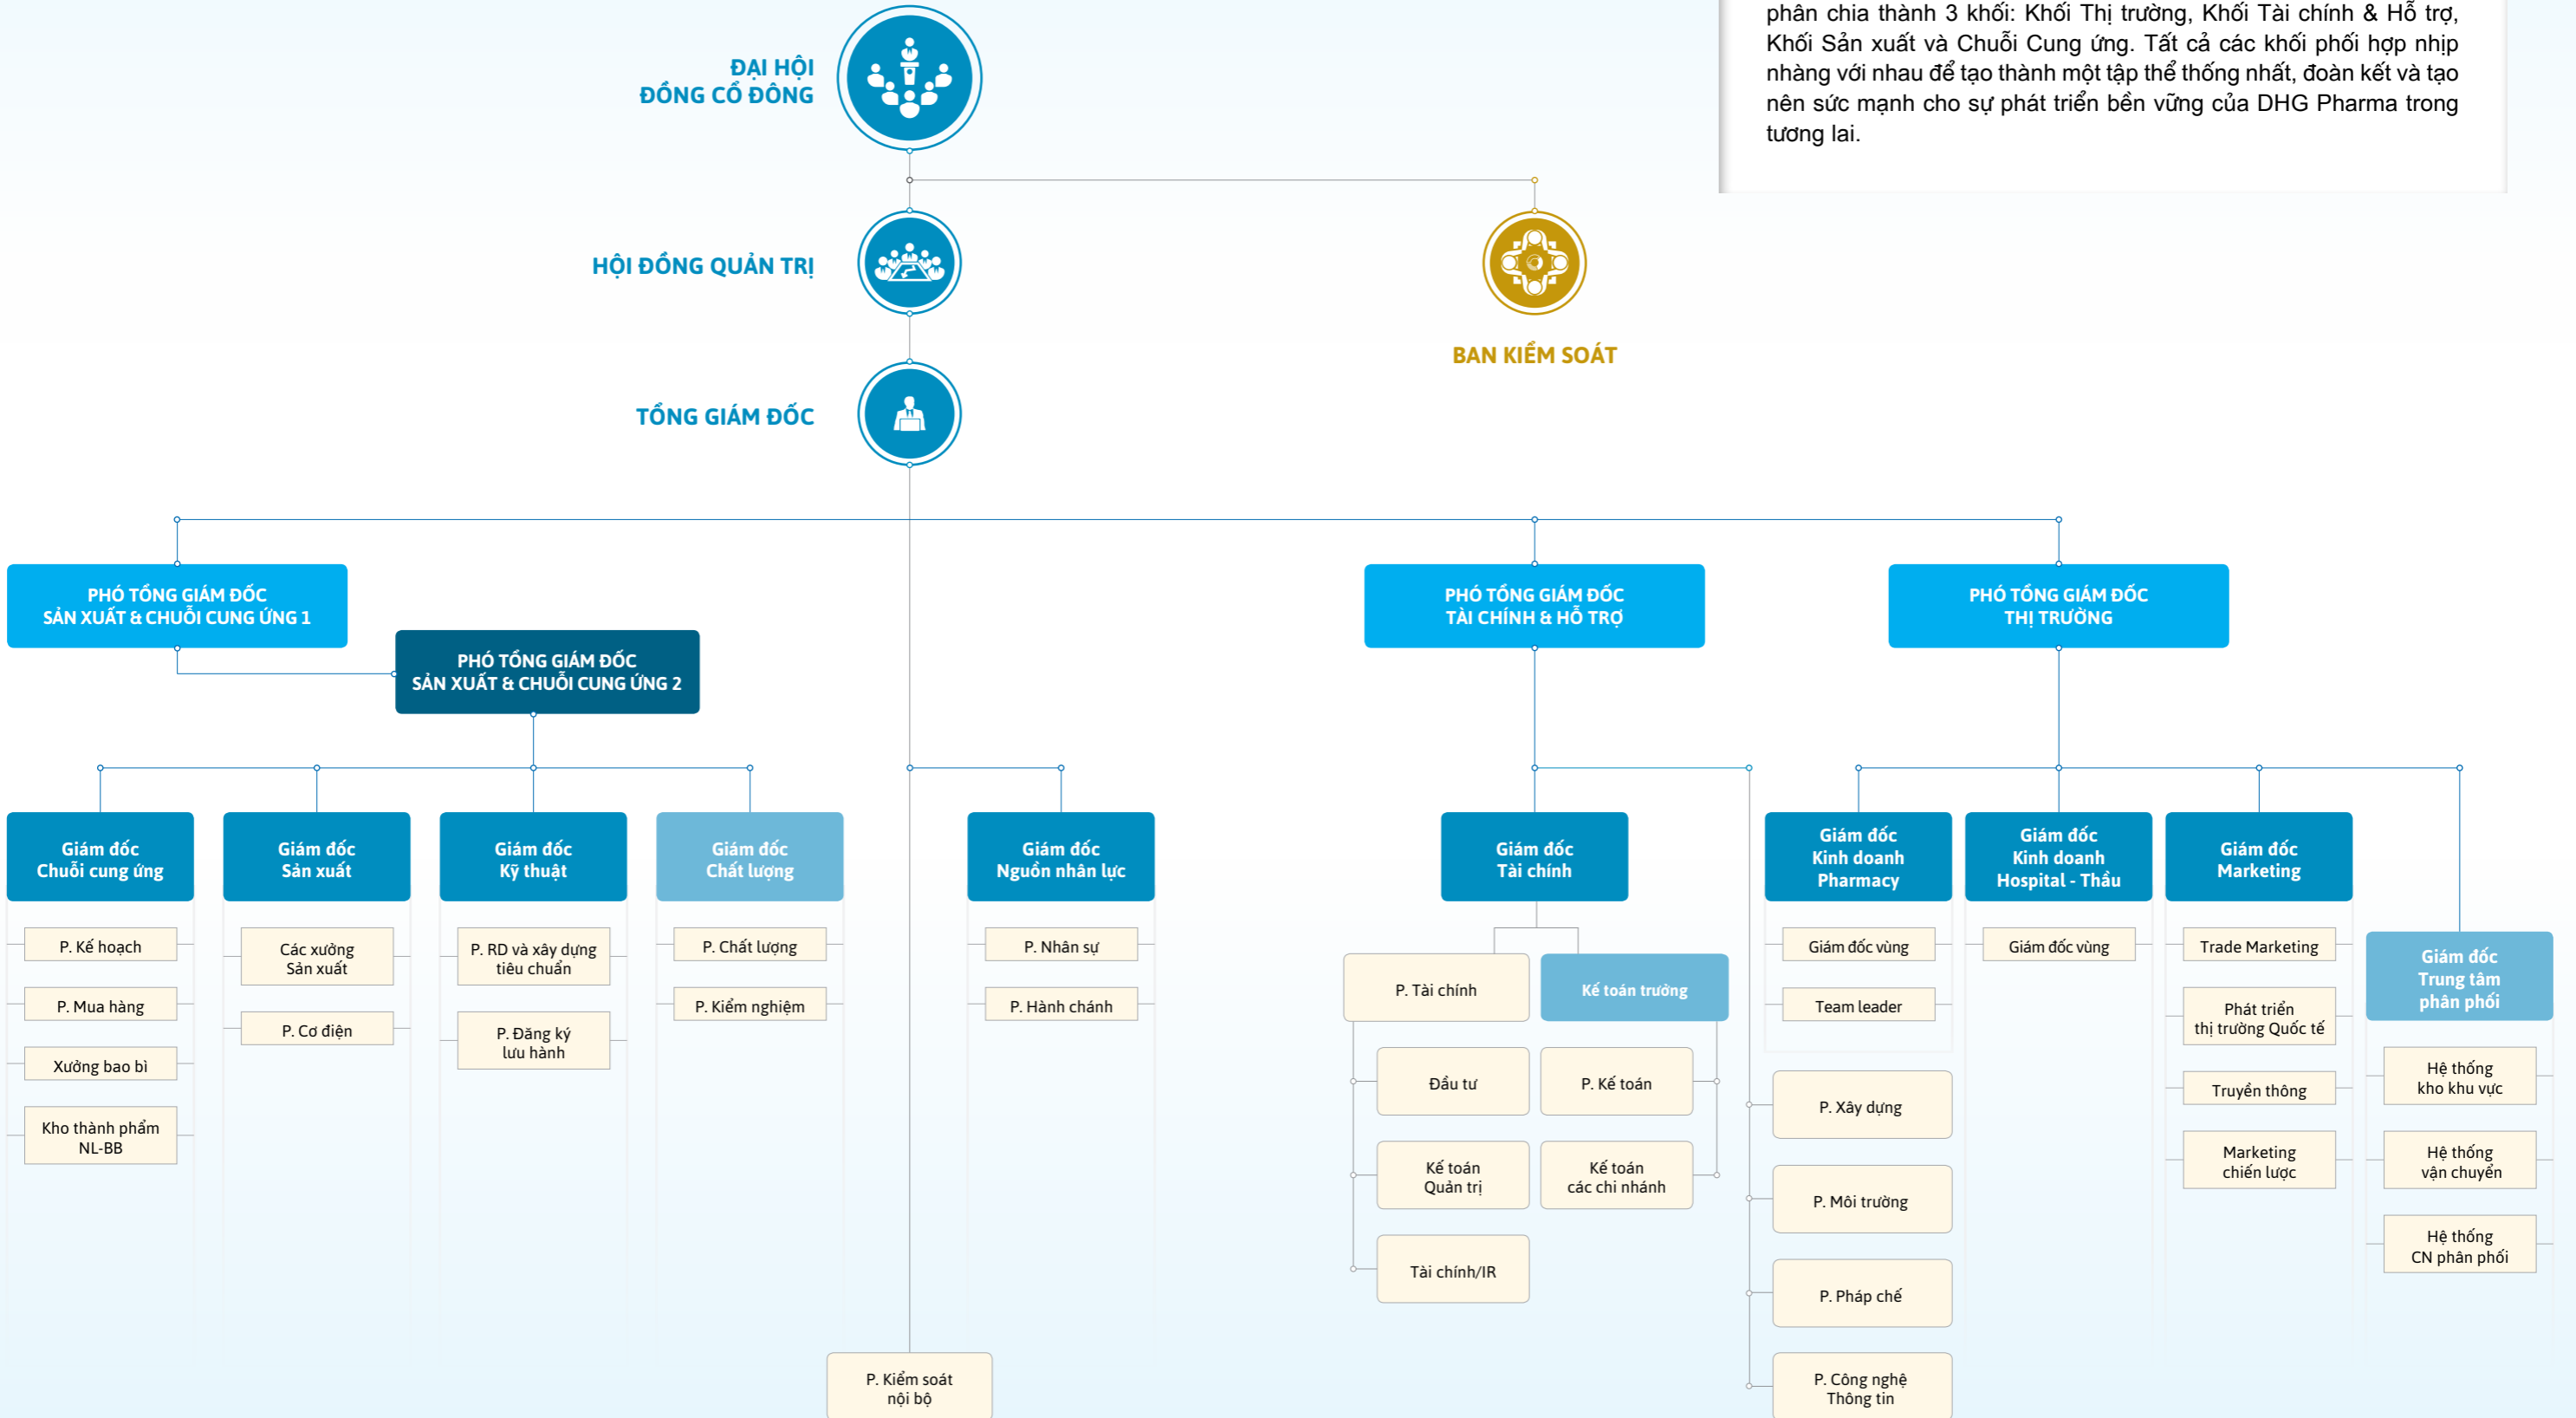 phân chia thành 3 khối: Khối Thị trường, Khối Tài chính & Hỗ trợ,
Khối Sản xuất và Chuỗi Cung ứng. Tất cả các khối phối hợp nhịp
nhàng với nhau để tạo thành một tập thể thống nhất, đoàn kết và tạo
nên sức mạnh cho sự phát triển bền vững của DHG Pharma trong
tương lai.
ĐẠI HỘI
ĐỒNG CỔ ĐÔNG
HỘI ĐỒNG QUẢN TRỊ
BAN KIỂM SOÁT
TỔNG GIÁM ĐỐC
PHÓ TỔNG GIÁM ĐỐC
SẢN XUẤT & CHUỖI CUNG ỨNG 1
PHÓ TỔNG GIÁM ĐỐC
SẢN XUẤT & CHUỖI CUNG ỨNG 2
PHÓ TỔNG GIÁM ĐỐC
TÀI CHÍNH & HỖ TRỢ
PHÓ TỔNG GIÁM ĐỐC
THỊ TRƯỜNG
Giám đốc
Chuỗi cung ứng
P. Kế hoạch
P. Mua hàng
Xưởng bao bì
Kho thành phẩm
NL-BB
Giám đốc
Sản xuất
Các xưởng
Sản xuất
P. Cơ điện
Giám đốc
Kỹ thuật
P. RD và xây dựng
tiêu chuẩn
P. Đăng ký
lưu hành
Giám đốc
Chất lượng
P. Chất lượng
P. Kiểm nghiệm
Giám đốc
Nguồn nhân lực
P. Nhân sự
P. Hành chánh
P. Kiểm soát
nội bộ
Giám đốc
Tài chính
P. Tài chính
Đầu tư
Kế toán
Quản trị
Tài chính/IR
Kế toán trưởng
P. Kế toán
Kế toán
các chi nhánh
P. Xây dựng
P. Môi trường
P. Pháp chế
P. Công nghệ
Thông tin
Giám đốc
Kinh doanh
Pharmacy
Giám đốc vùng
Team leader
Giám đốc
Kinh doanh
Hospital - Thầu
Giám đốc vùng
Giám đốc
Marketing
Trade Marketing
Phát triển
thị trường Quốc tế
Truyền thông
Marketing
chiến lược
Giám đốc
Trung tâm
phân phối
Hệ thống
kho khu vực
Hệ thống
vận chuyển
Hệ thống
CN phân phối